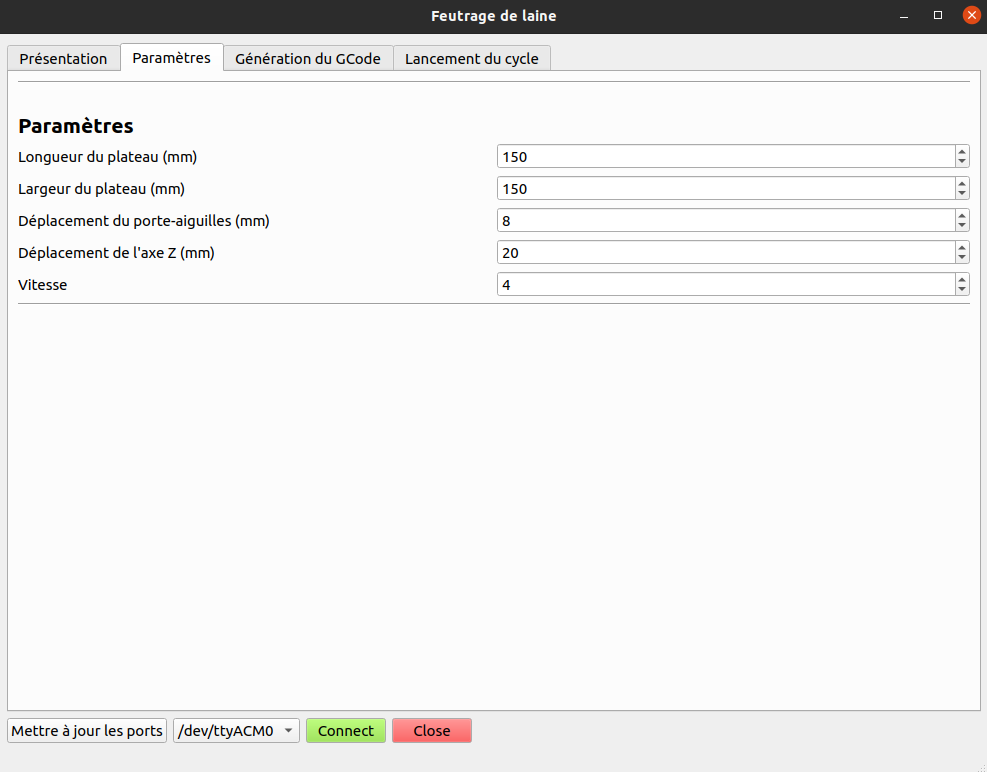 Feutrage de laine
Présentation Paramètres Génération du GCode Lancement du cycle
Paramètres
Longueur du plateau (mm) 150
Largeur du plateau (mm) 150
Déplacement du porte-aiguilles (mm) 8
Déplacement de l'axe Z (mm) 20
Vitesse 4
Mettre à jour les ports /dev/ttyACM0 Connect Close